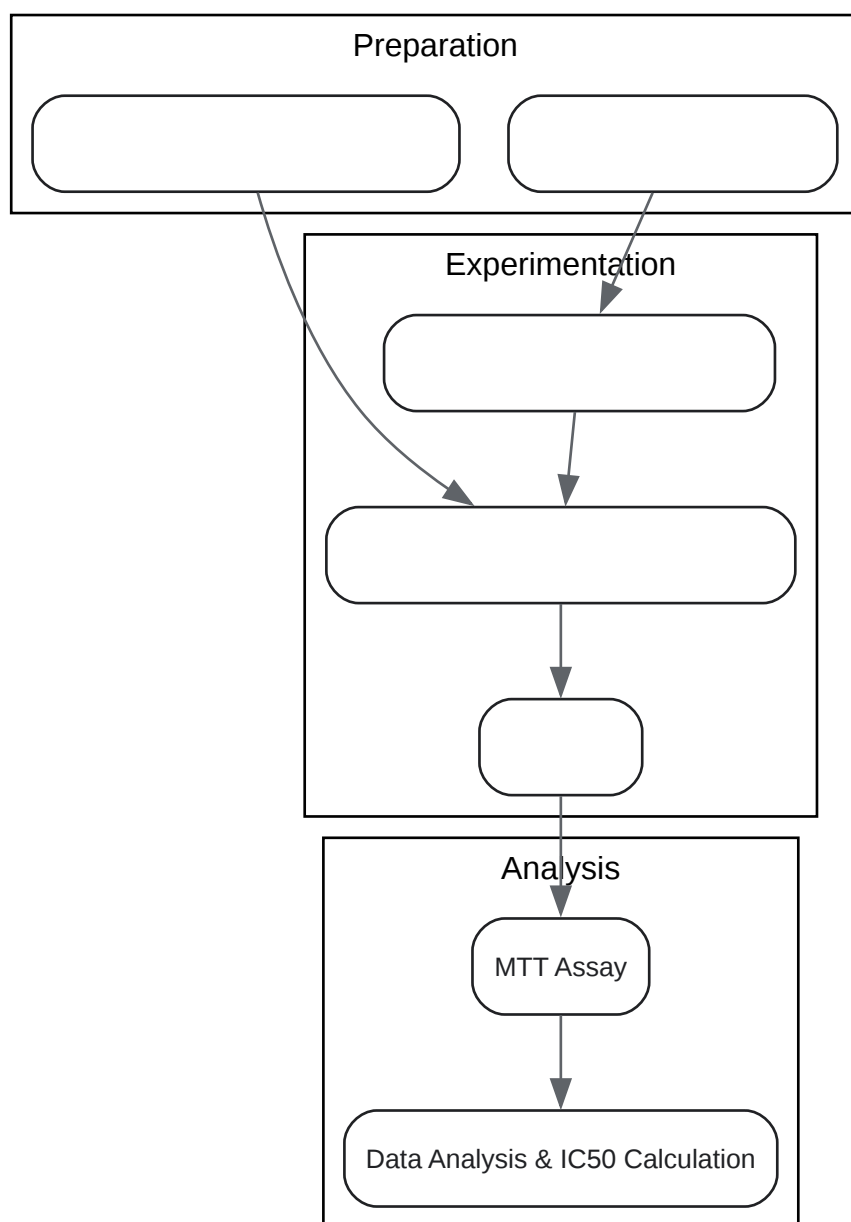 Preparation
Experimentation
Analysis
MTT Assay
Data Analysis & IC50 Calculation